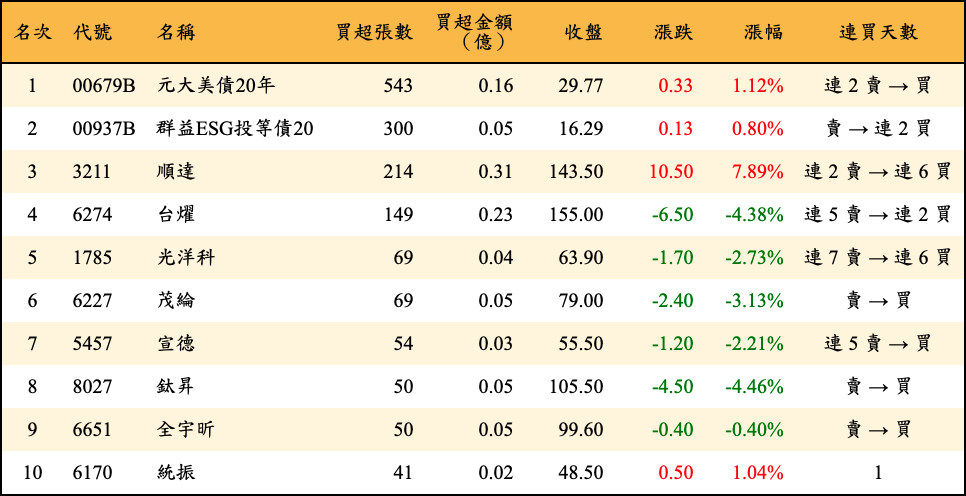 名次 代號 名稱 買超張數 買超金額（億） 收盤 漲跌 漲幅 連買天數
1 00679B 元大美債20年 543 0.16 29.77 0.33 1.12% 連 2 賣 → 買
2 00937B 群益ESG投等債20 300 0.05 16.29 0.13 0.80% 賣 → 連 2 買
3 3211 順達 214 0.31 143.50 10.50 7.89% 連 2 賣 → 連 6 買
4 6274 台燿 149 0.23 155.00 -6.50 -4.38% 連 5 賣 → 連 2 買
5 1785 光洋科 69 0.04 63.90 -1.70 -2.73% 連 7 賣 → 連 6 買
6 6227 茂綸 69 0.05 79.00 -2.40 -3.13% 賣 → 買
7 5457 宣德 54 0.03 55.50 -1.20 -2.21% 連 5 賣 → 買
8 8027 鈦昇 50 0.05 105.50 -4.50 -4.46% 賣 → 買
9 6651 全宇昕 50 0.05 99.60 -0.40 -0.40% 賣 → 買
10 6170 統振 41 0.02 48.50 0.50 1.04% 1